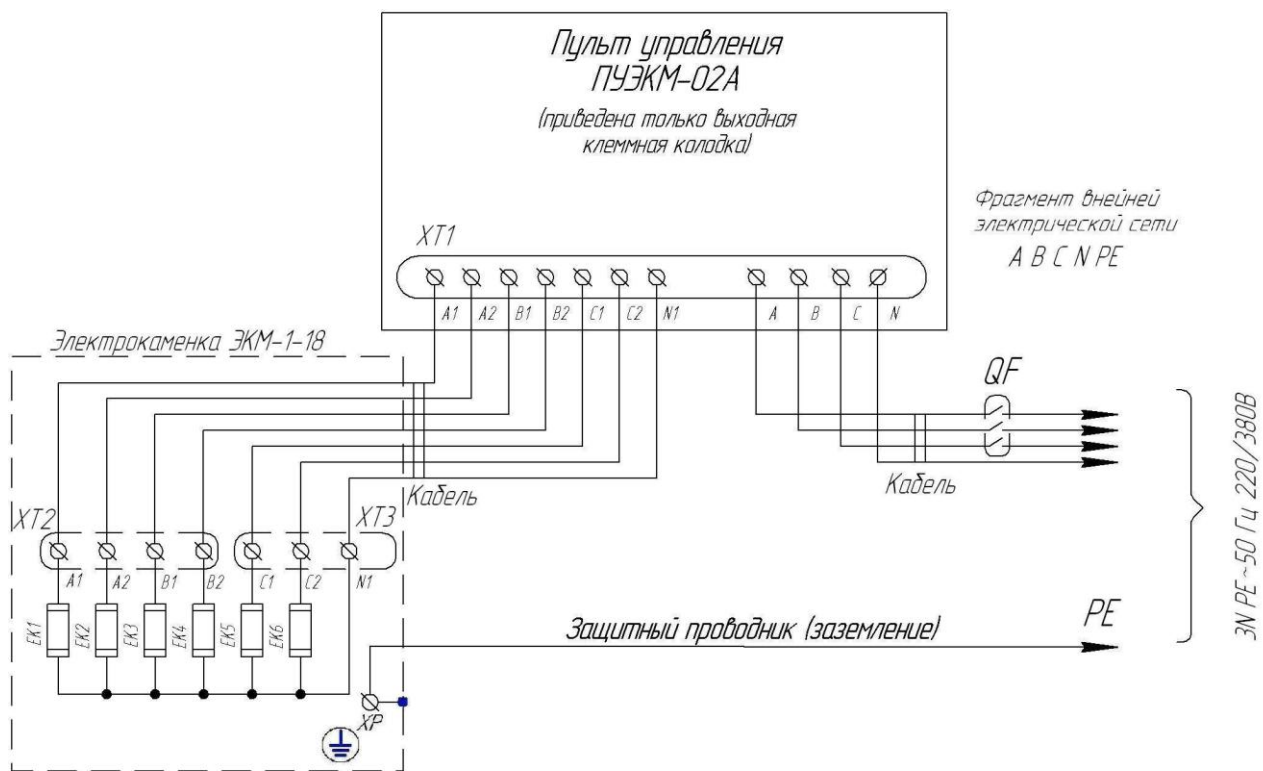 Пульт управления
ПУЭКМ-02А
(приведена только выходная
клеммная колодка)
Фрагмент внейней
электрической сети
A B C N PE
XT1
A1 A2 B1 B2 C1 C2 N1 A B C N
Электрокаменка ЭКМ-1-18
QF
Кабель
Кабель
3N PE ~50 Гц 220/380В
XT2
XT3
A1 A2 B1 B2 C1 C2 N1
EK1 EK2 EK3 EK4 EK5 EK6
Защитный проводник (заземление)
PE
XP